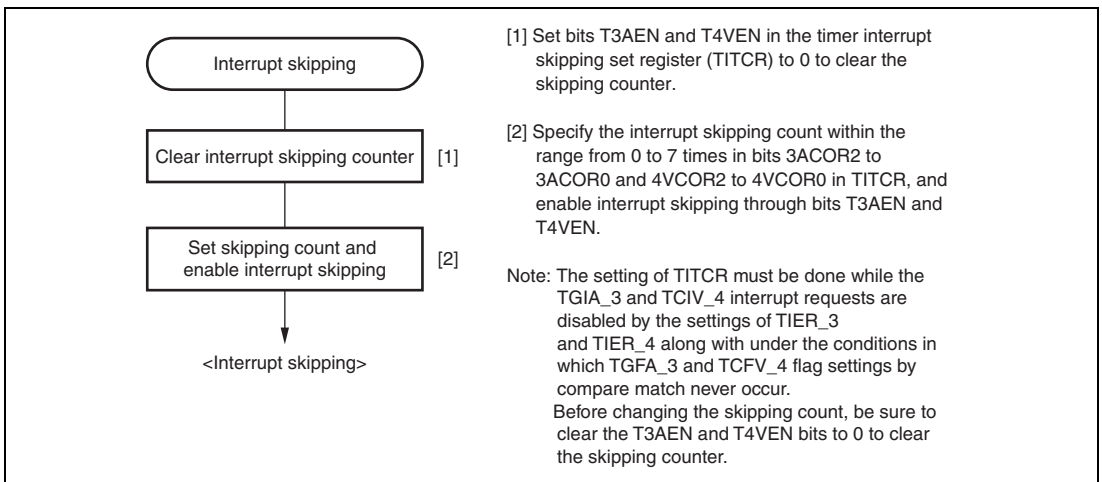 Interrupt skipping
Clear interrupt skipping counter [1]
Set skipping count and
enable interrupt skipping [2]
<Interrupt skipping>
[1] Set bits T3AEN and T4VEN in the timer interrupt
skipping set register (TITCR) to 0 to clear the
skipping counter.
[2] Specify the interrupt skipping count within the
range from 0 to 7 times in bits 3ACOR2 to
3ACOR0 and 4VCOR2 to 4VCOR0 in TITCR, and
enable interrupt skipping through bits T3AEN and
T4VEN.
Note: The setting of TITCR must be done while the
TGIA_3 and TCIV_4 interrupt requests are
disabled by the settings of TIER_3
and TIER_4 along with under the conditions in
which TGFA_3 and TCFV_4 flag settings by
compare match never occur.
Before changing the skipping count, be sure to
clear the T3AEN and T4VEN bits to 0 to clear
the skipping counter.